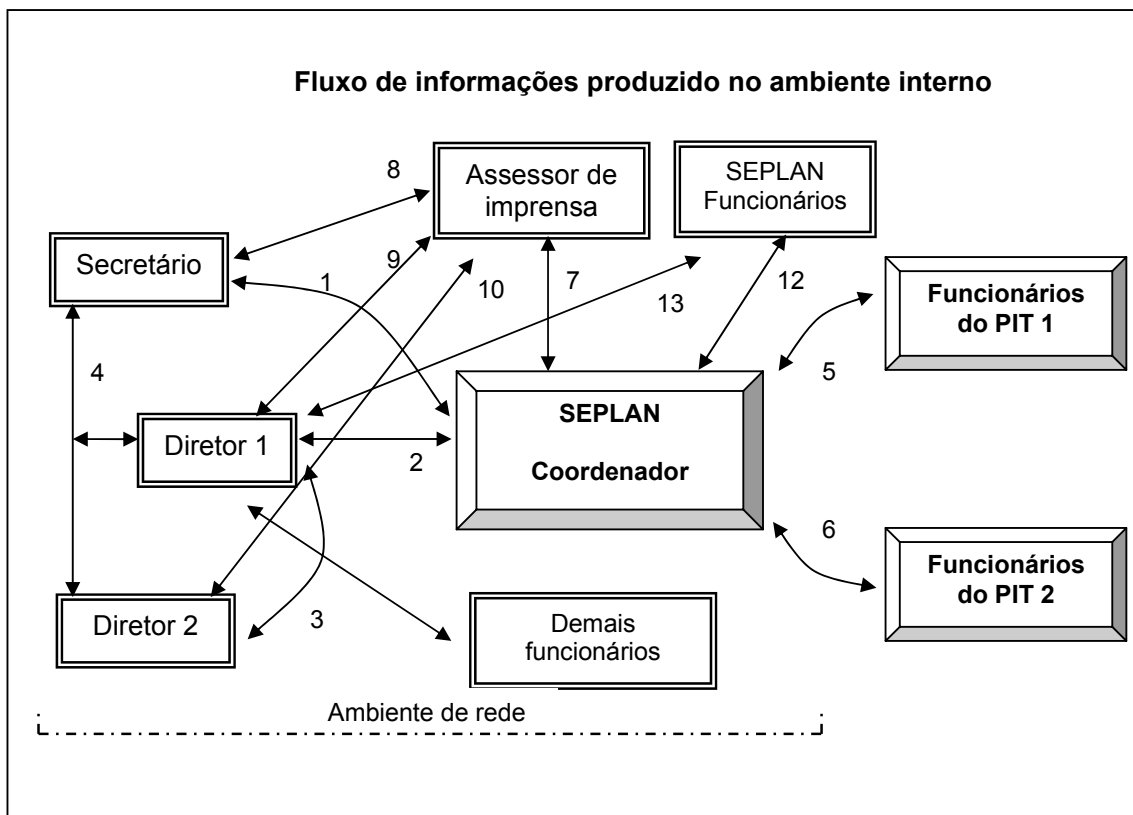 Fluxo de informações produzido no ambiente interno
8
Assessor de
imprensa
SEPLAN
Funcionários
Secretário
1
9
10
7
13
12
Funcionários
do PIT 1
4
5
SEPLAN
Coordenador
Diretor 1
2
6
Funcionários
do PIT 2
Diretor 2
3
Demais
funcionários
Ambiente de rede